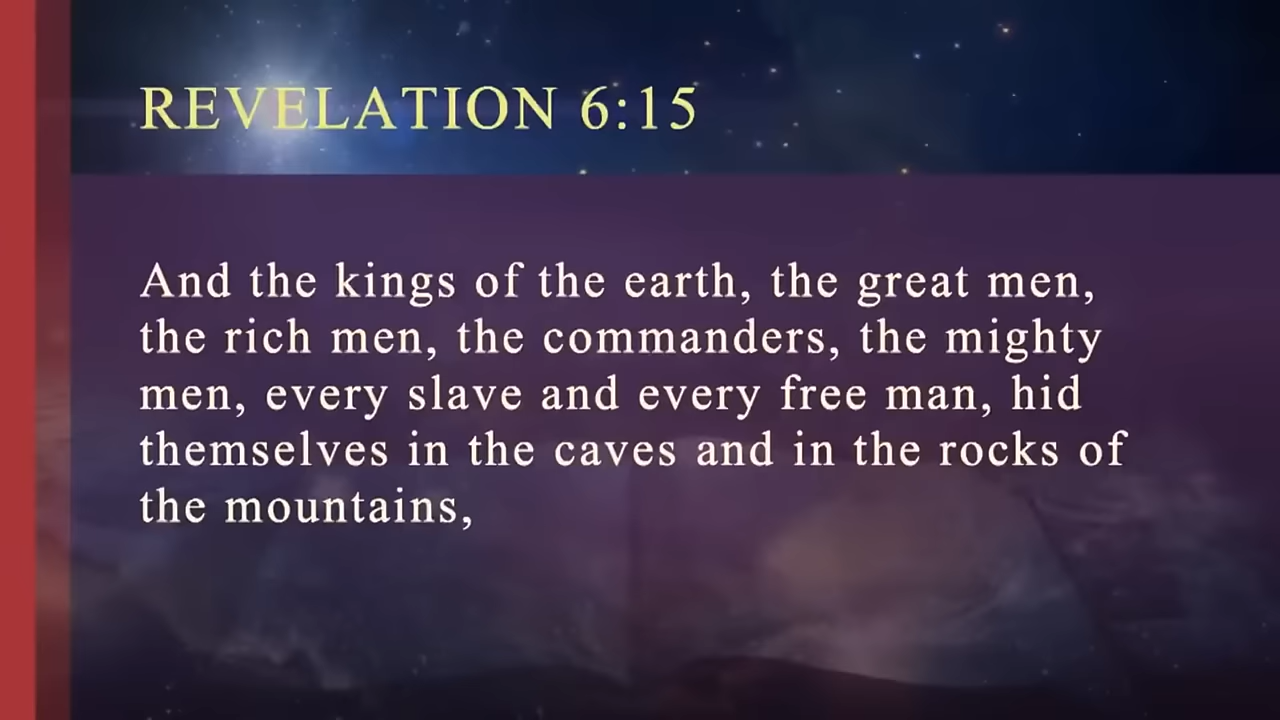 REVELATION 6:15
And the kings of the earth, the great men,
the rich men, the commanders, the mighty
men, every slave and every free man, hid
themselves in the caves and in the rocks of
the mountains,